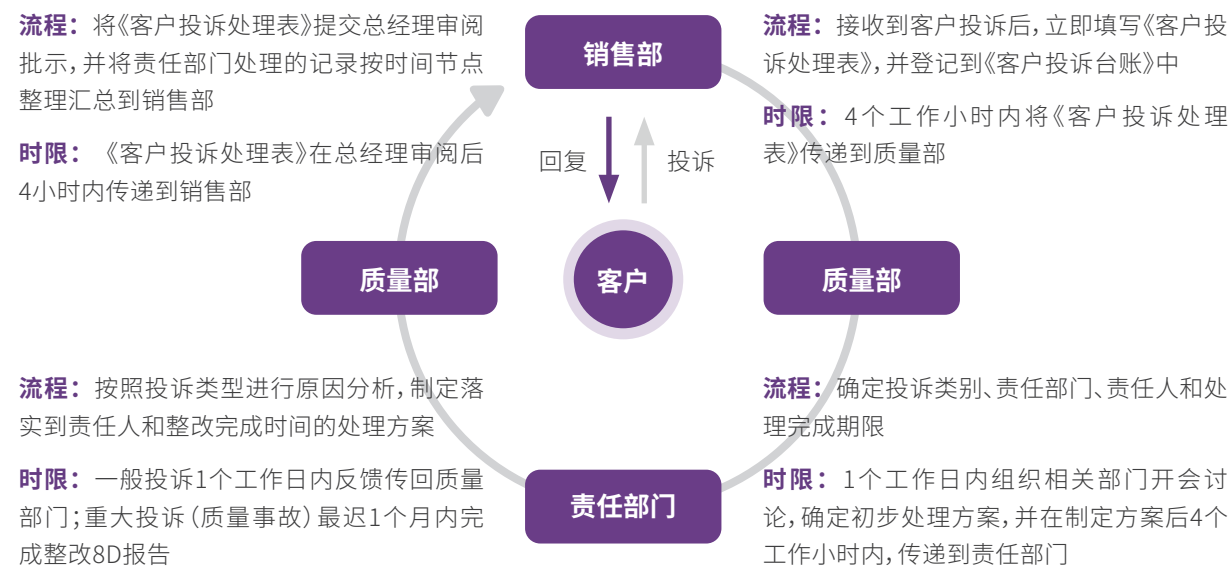 流程：将《客户投诉处理表》提交总经理审阅
批示，并将责任部门处理的记录按时间节点
整理汇总到销售部
时限：《客户投诉处理表》在总经理审阅后
4小时内传递到销售部
销售部
流程：接收到客户投诉后，立即填写《客户投
诉处理表》，并登记到《客户投诉台账》中
时限：4个工作小时内将《客户投诉处理
表》传递到质量部
回复
投诉
质量部
客户
质量部
流程：按照投诉类型进行原因分析，制定落
实到责任人和整改完成时间的处理方案
时限：一般投诉1个工作日内反馈传回质量
部门；重大投诉（质量事故）最迟1个月内完
成整改8D报告
责任部门
流程：确定投诉类别、责任部门、责任人和处
理完成期限
时限：1个工作日内组织相关部门开会讨
论，确定初步处理方案，并在制定方案后4个
工作小时内，传递到责任部门